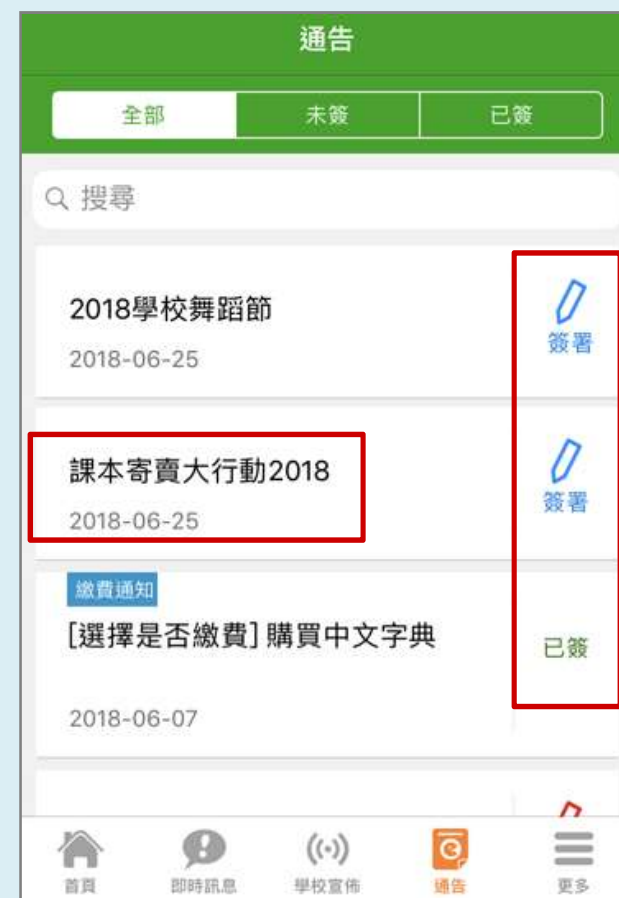 通告
全部 未簽 已簽
搜尋
2018學校舞蹈節
2018-06-25
簽署
課本寄賣大行動2018
2018-06-25
簽署
繳費通知
[選擇是否繳費] 購買中文字典
2018-06-07
已簽
首頁 即時訊息 學校宣佈 通告 更多